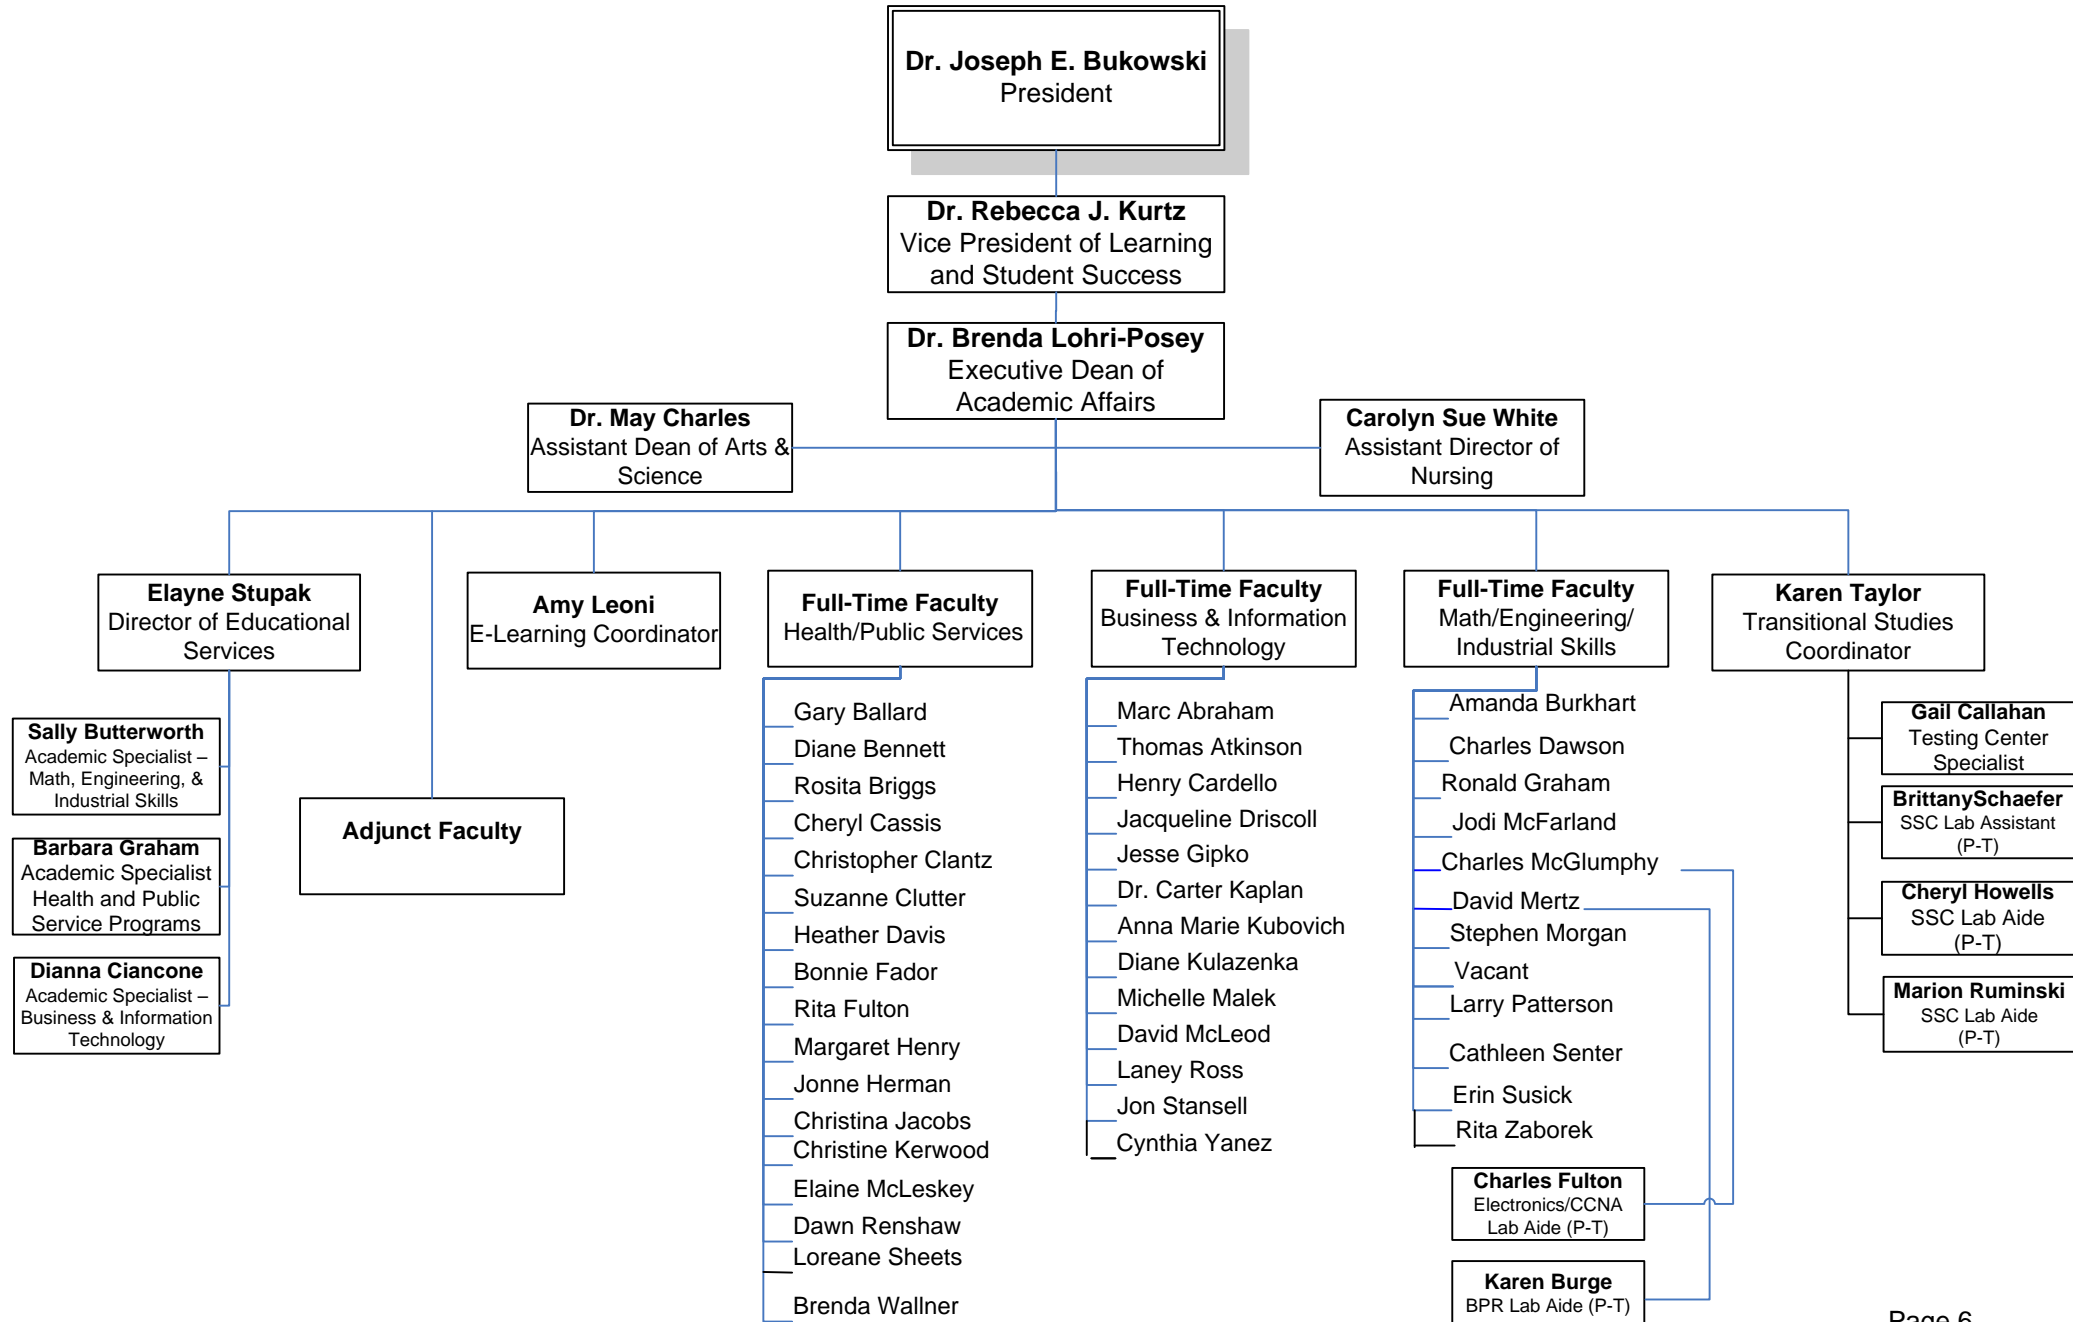 Dr. Joseph E. Bukowski
President
Dr. Rebecca J. Kurtz
Vice President of Learning
and Student Success
Dr. Brenda Lohri-Posey
Executive Dean of
Academic Affairs
Dr. May Charles
Assistant Dean of Arts &
Science
Carolyn Sue White
Assistant Director of
Nursing
Elayne Stupak
Director of Educational
Services
Sally Butterworth
Academic Specialist –
Math, Engineering, &
Industrial Skills
Barbara Graham
Academic Specialist
Health and Public
Service Programs
Dianna Ciancone
Academic Specialist –
Business & Information
Technology
Adjunct Faculty
Amy Leoni
E-Learning Coordinator
Full-Time Faculty
Health/Public Services
Gary Ballard
Diane Bennett
Rosita Briggs
Cheryl Cassis
Christopher Clantz
Suzanne Clutter
Heather Davis
Bonnie Fador
Rita Fulton
Margaret Henry
Jonne Herman
Christina Jacobs
Christine Kerwood
Elaine McLeskey
Dawn Renshaw
Loreane Sheets
Brenda Wallner
Full-Time Faculty
Business & Information
Technology
Marc Abraham
Thomas Atkinson
Henry Cardello
Jacqueline Driscoll
Jesse Gipko
Dr. Carter Kaplan
Anna Marie Kubovich
Diane Kulazenka
Michelle Malek
David McLeod
Laney Ross
Jon Stansell
Cynthia Yanez
Full-Time Faculty
Math/Engineering/
Industrial Skills
Amanda Burkhart
Charles Dawson
Ronald Graham
Jodi McFarland
Charles McGlumphy
David Mertz
Stephen Morgan
Vacant
Larry Patterson
Cathleen Senter
Erin Susick
Rita Zaborek
Charles Fulton
Electronics/CCNA
Lab Aide (P-T)
Karen Burge
BPR Lab Aide (P-T)
Karen Taylor
Transitional Studies
Coordinator
Gail Callahan
Testing Center
Specialist
BrittanySchaefer
SSC Lab Assistant
(P-T)
Cheryl Howells
SSC Lab Aide
(P-T)
Marion Ruminski
SSC Lab Aide
(P-T)
Page 6